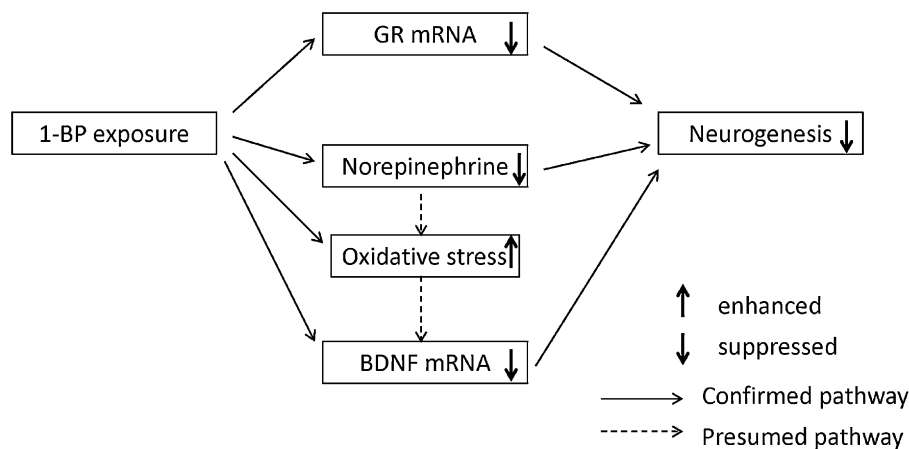 GR mRNA
1-BP exposure
Neurogenesis
Norepinephrine
Oxidative stress
BDNF mRNA
enhanced
suppressed
Confirmed pathway
Presumed pathway